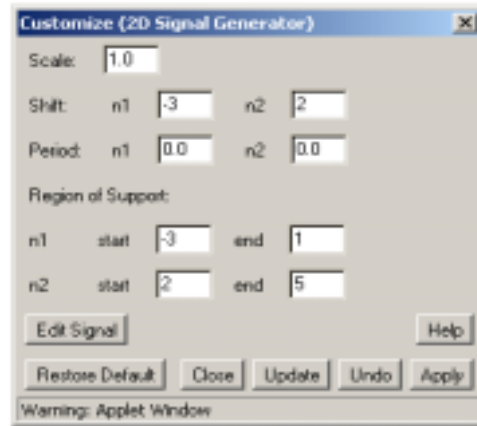 Customize (2D Signal Generator)
Scale: 1.0
Shift: n1 -3 n2 2
Period: n1 0.0 n2 0.0
Region of Support:
n1 start -3 end 1
n2 start 2 end 5
Edit Signal Help
Restore Default Close Update Undo Apply
Warning: Applet Window